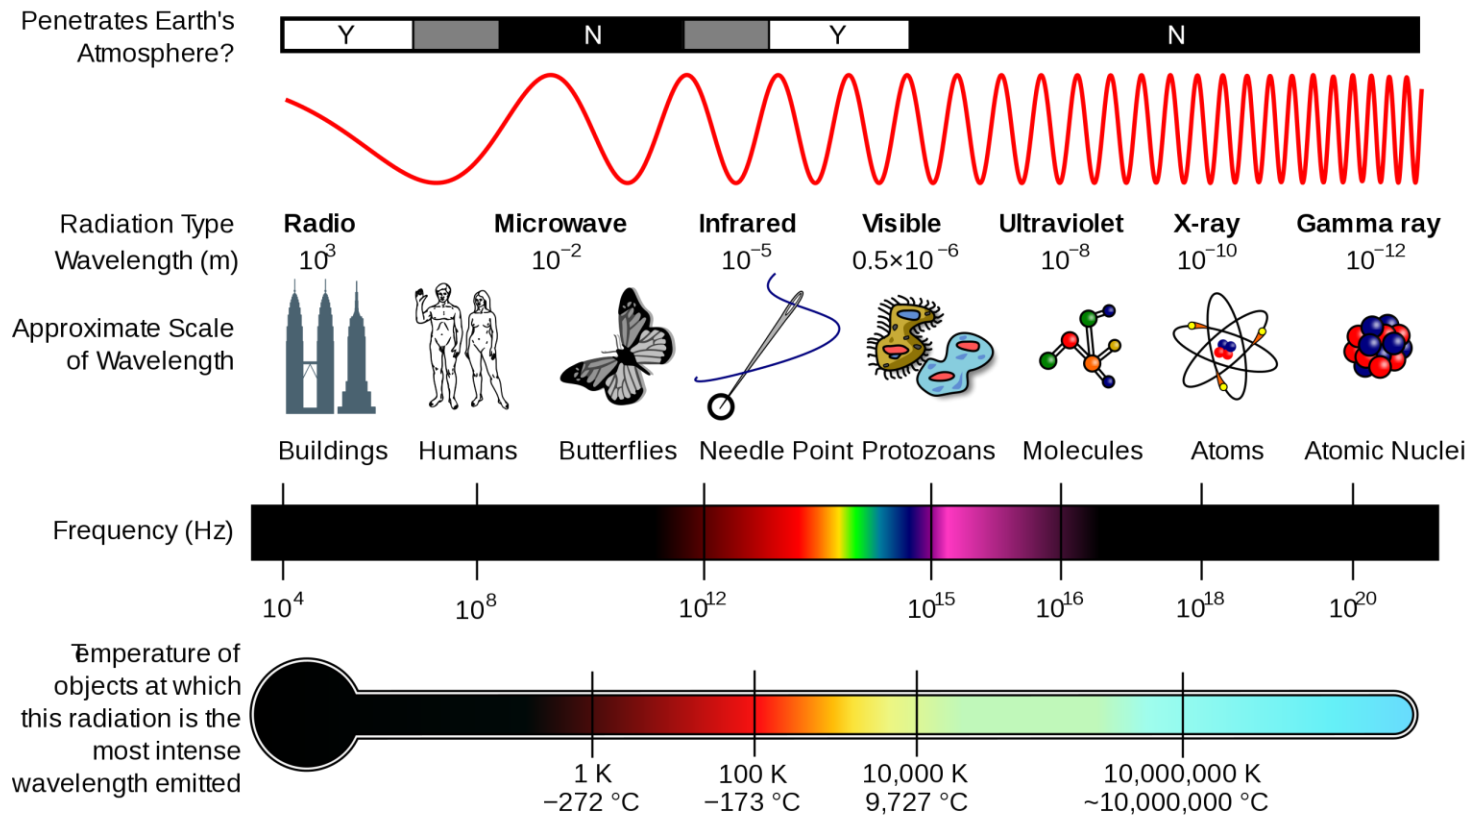 Penetrates Earth's
Atmosphere?
Y N Y N
Radiation Type Radio Microwave Infrared Visible Ultraviolet X-ray Gamma ray
Wavelength (m) 10³ 10⁻² 10⁻⁵ 0.5×10⁻⁶ 10⁻⁸ 10⁻¹⁰ 10⁻¹²
Approximate Scale
of Wavelength
Buildings Humans Butterflies Needle Point Protozoans Molecules Atoms Atomic Nuclei
Frequency (Hz)
10⁴ 10⁸ 10¹² 10¹⁵ 10¹⁶ 10¹⁸ 10²⁰
Temperature of
objects at which
this radiation is the
most intense
wavelength emitted
1 K 100 K 10,000 K 10,000,000 K
−272 °C −173 °C 9,727 °C ~10,000,000 °C